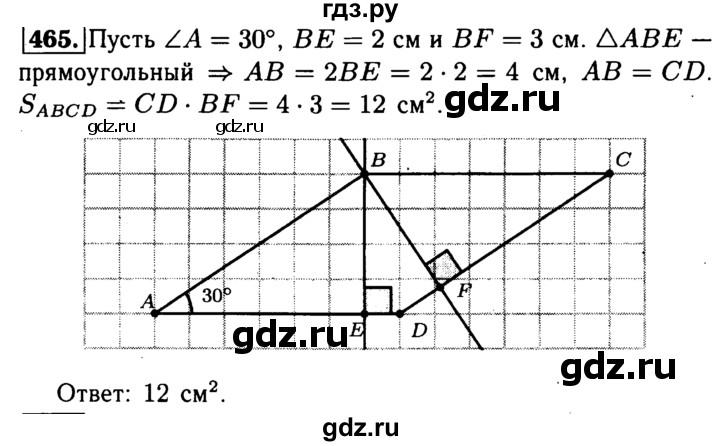 гдз.ру
465. Пусть ∠A = 30°, BE = 2 см и BF = 3 см. △ABE —
прямоугольный ⇒ AB = 2BE = 2 · 2 = 4 см, AB = CD.
S_ABCD = CD · BF = 4 · 3 = 12 см².
gdz.ru
gdz.ru
gdz.ru
B
C
A
30°
F
E
D
gdz.ru
gdz.ru
Ответ: 12 см².
gdz.ru